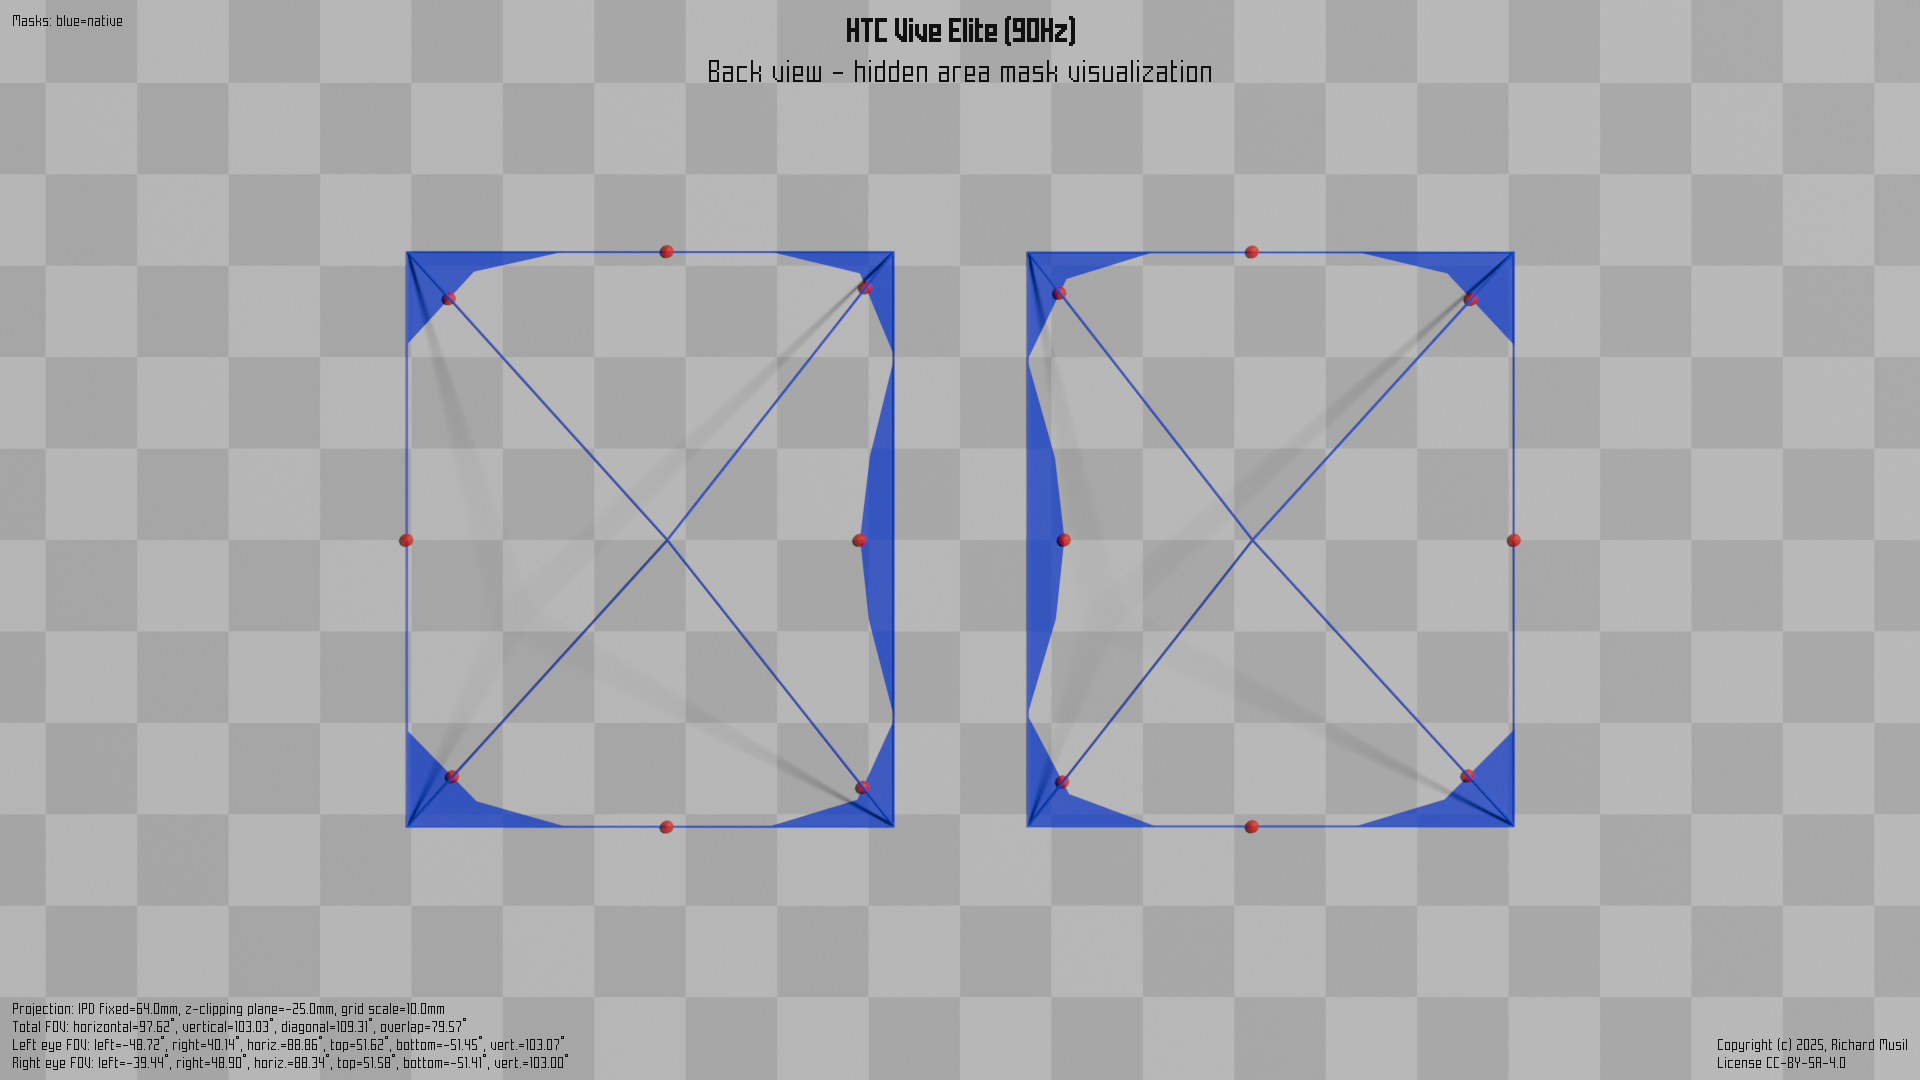 Masks: blue=native
HTC Vive Elite (90Hz)
Back view - hidden area mask visualization
Projection: IPD fixed=64.0mm, z-clipping plane=-25.0mm, grid scale=10.0mm
Total FOV: horizontal=97.62°, vertical=103.03°, diagonal=109.31°, overlap=79.57°
Left eye FOV: left=-48.72°, right=40.14°, horiz.=88.86°, top=51.62°, bottom=-51.45°, vert.=103.07°
Right eye FOV: left=-39.44°, right=48.90°, horiz.=88.34°, top=51.58°, bottom=-51.41°, vert.=103.00°
Copyright (c) 2025, Richard Musil
License CC-BY-SA-4.0